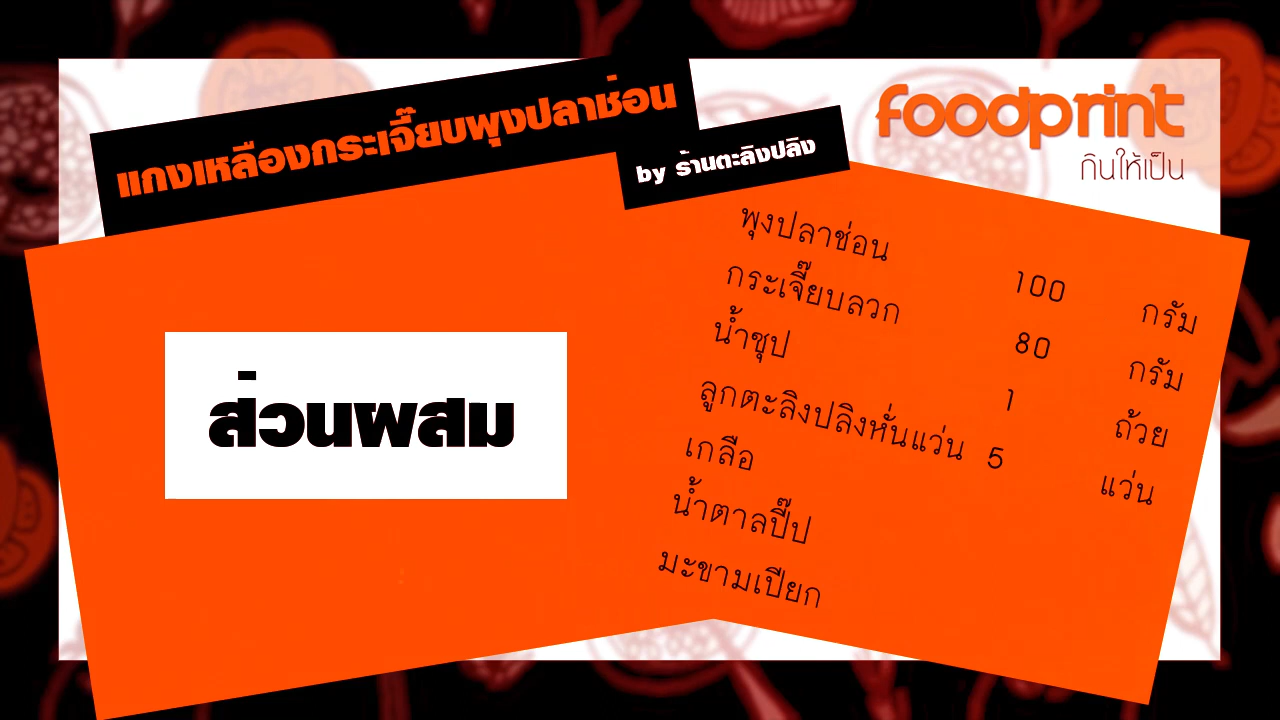 แกงเหลืองกระเจี๊ยบพุงปลาช่อน
by ร้านตะลิงปลิง
foodprint
กินให้เป็น
ส่วนผสม
พุงปลาช่อน 100 กรัม
กระเจี๊ยบลวก 80 กรัม
น้ำซุป 1 ถ้วย
ลูกตะลิงปลิงหั่นแว่น 5 แว่น
เกลือ
น้ำตาลปี๊ป
มะขามเปียก